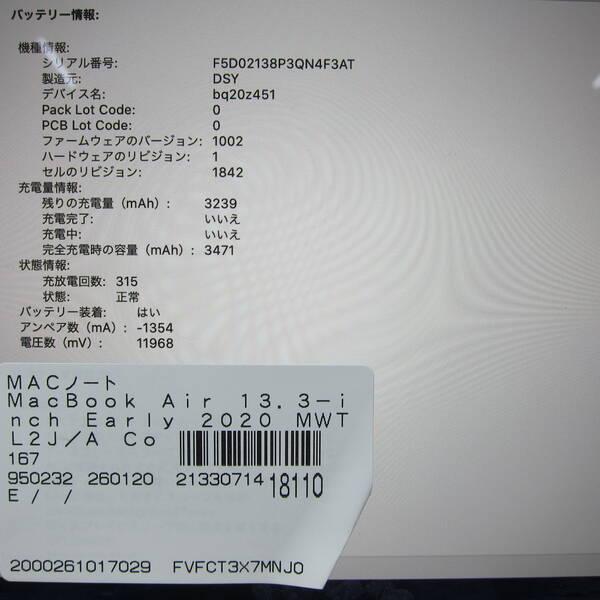 バッテリー情報:
機種情報:
シリアル番号: F5D02138P3QN4F3AT
製造元: DSY
デバイス名: bq20z451
Pack Lot Code: 0
PCB Lot Code: 0
ファームウェアのバージョン: 1002
ハードウェアのリビジョン: 1
セルのリビジョン: 1842
充電量情報:
残りの充電量（mAh）: 3239
充電完了: いいえ
充電中: いいえ
完全充電時の容量（mAh）: 3471
状態情報:
充放電回数: 315
状態: 正常
バッテリー装着: はい
アンペア数（mA）: -1354
電圧数（mV）: 11968
MACノート
MacBook Air 13.3-i
nch Early 2020 MWT
L2J/A Co
167
950232 260120 21330714 18110
E / /
2000261017029 FVFCT3X7MNJ0